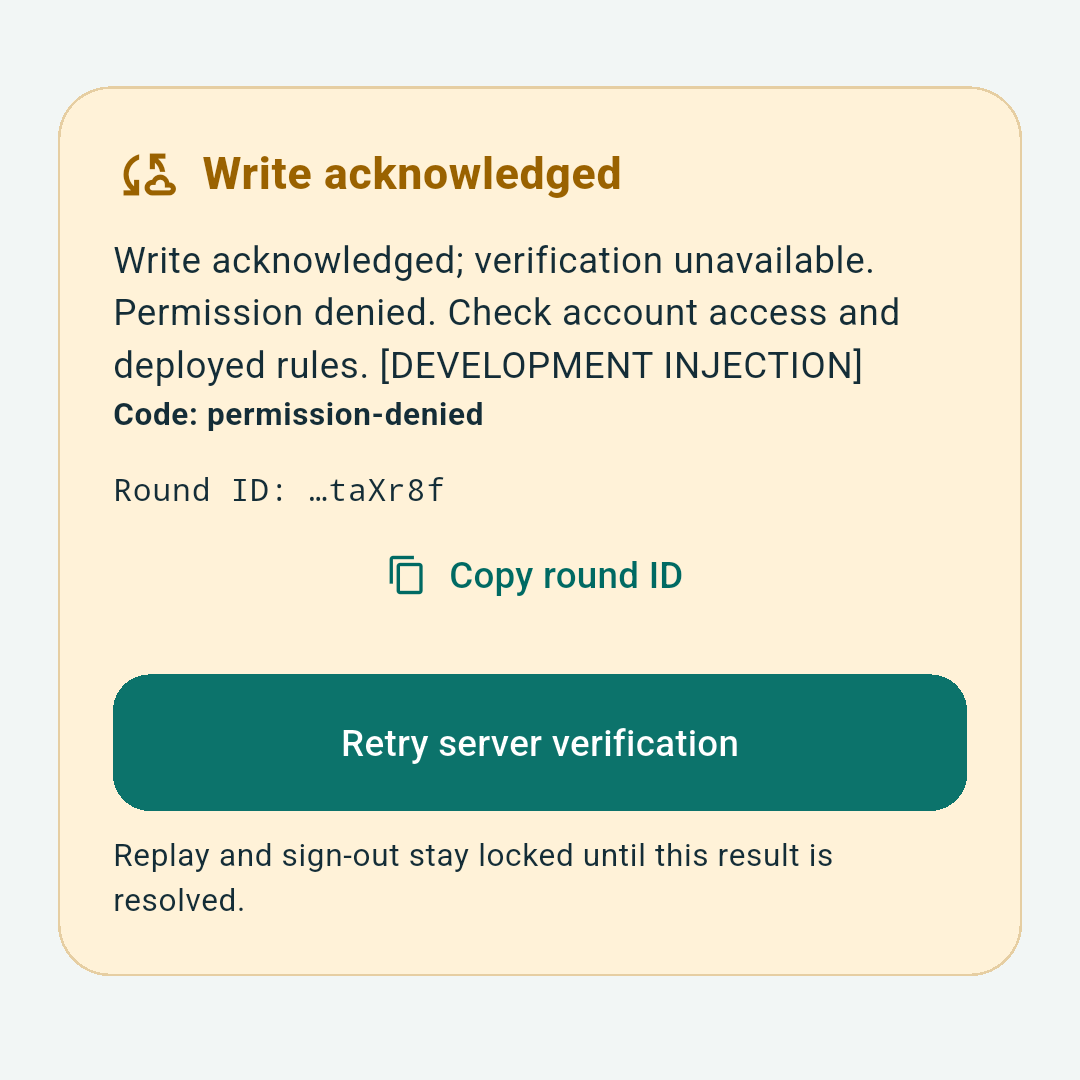 Write acknowledged
Write acknowledged; verification unavailable.
Permission denied. Check account access and
deployed rules. [DEVELOPMENT INJECTION]
Code: permission-denied
Round ID: …taXr8f
Copy round ID
Retry server verification
Replay and sign-out stay locked until this result is
resolved.